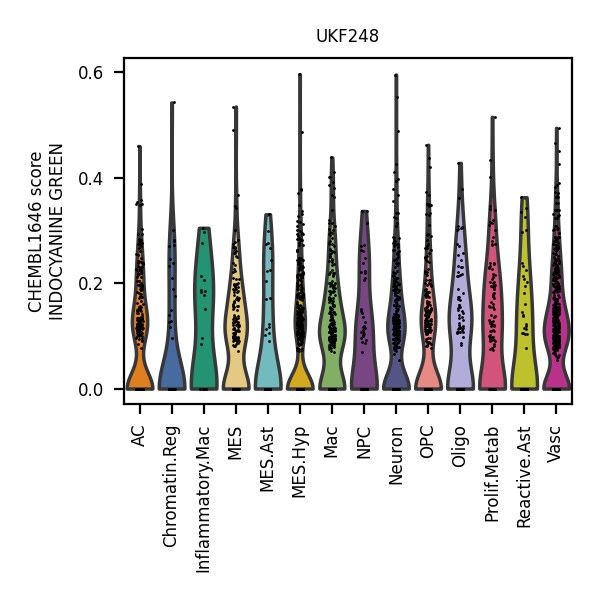 UKF248
CHEMBL1646 score
INDOCYANINE GREEN
0.6
0.4
0.2
0.0
AC
Chromatin.Reg
Inflammatory.Mac
MES
MES.Ast
MES.Hyp
Mac
NPC
Neuron
OPC
Oligo
Prolif.Metab
Reactive.Ast
Vasc